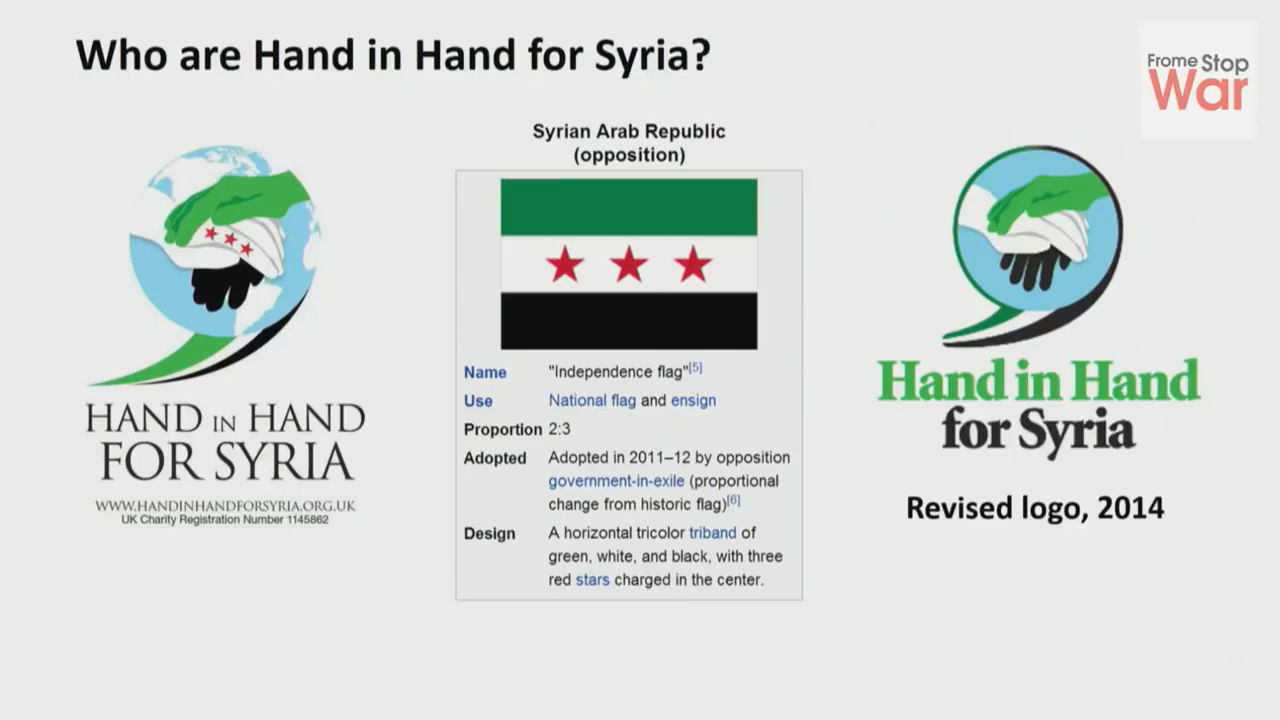 Who are Hand in Hand for Syria?
Frome Stop
War
HAND IN HAND
FOR SYRIA
WWW.HANDINHANDFORSYRIA.ORG.UK
UK Charity Registration Number 1145862
Syrian Arab Republic
(opposition)
Name "Independence flag"[5]
Use National flag and ensign
Proportion 2:3
Adopted Adopted in 2011–12 by opposition
government-in-exile (proportional
change from historic flag)[6]
Design A horizontal tricolor triband of
green, white, and black, with three
red stars charged in the center.
Hand in Hand
for Syria
Revised logo, 2014